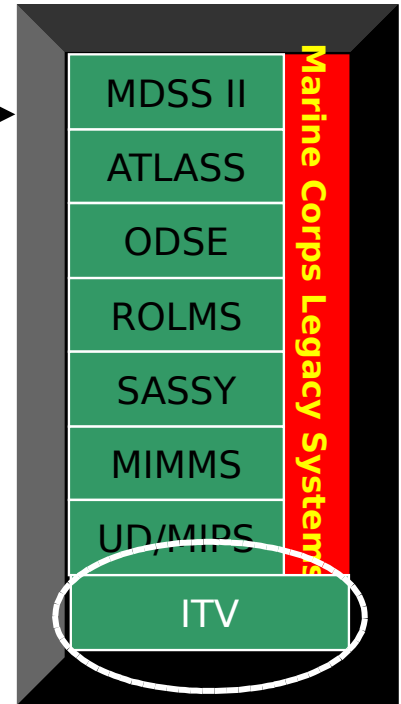 MDSS II
ATLASS
ODSE
ROLMS
SASSY
MIMMS
UD/MIPS
ITV
Marine Corps Legacy Systems